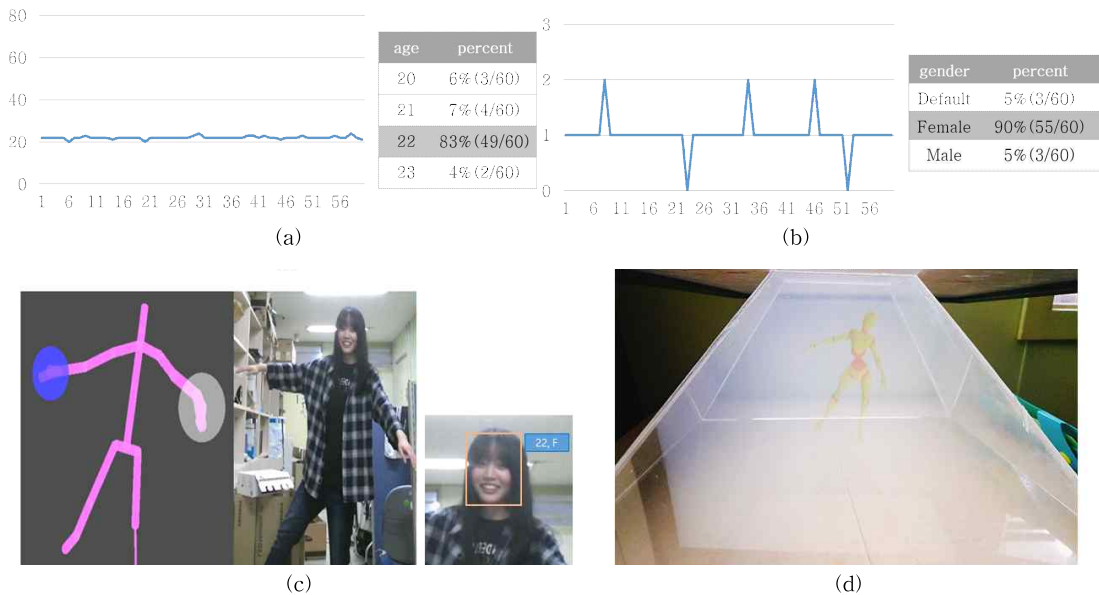 80
60
40
20
0
1 6 11 16 21 26 31 36 41 46 51 56
age percent
20 6%(3/60)
21 7%(4/60)
22 83%(49/60)
23 4%(2/60)
(a)
3
2
1
0
1 6 11 16 21 26 31 36 41 46 51 56
gender percent
Default 5%(3/60)
Female 90%(55/60)
Male 5%(3/60)
(b)
22, F
(c)
(d)